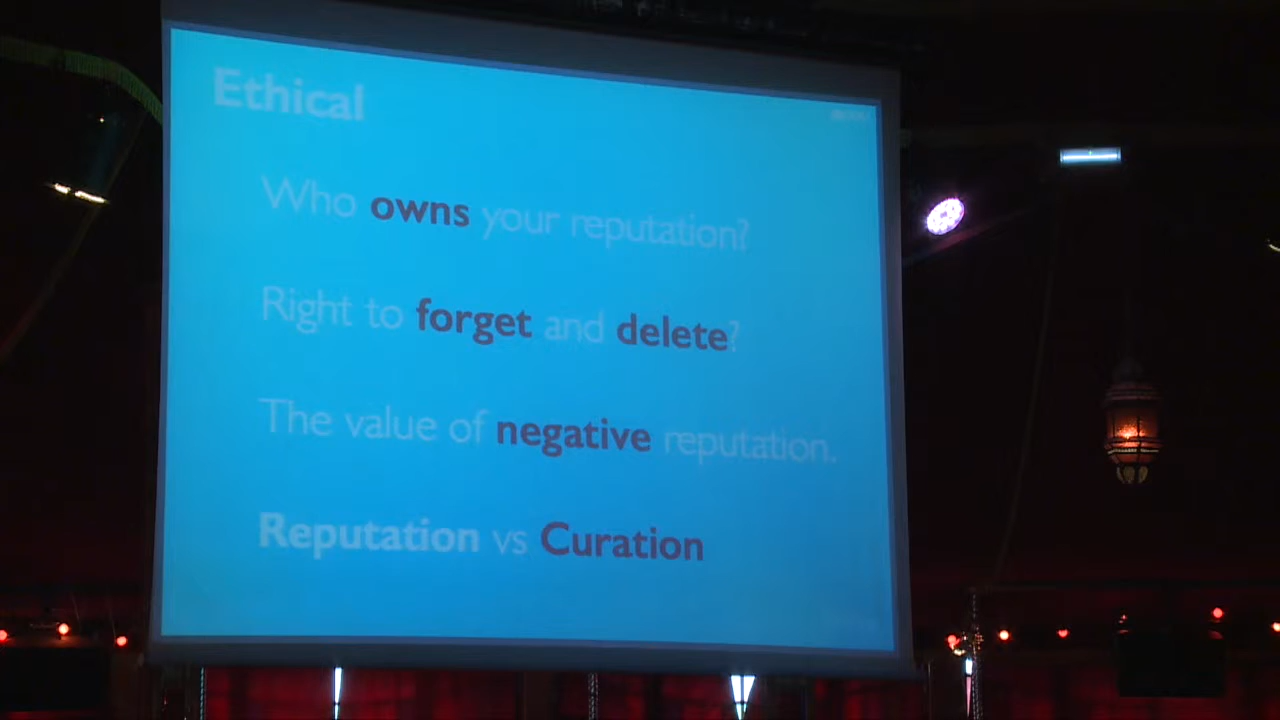 Ethical
Who owns your reputation?
Right to forget and delete?
The value of negative reputation.
Reputation vs Curation